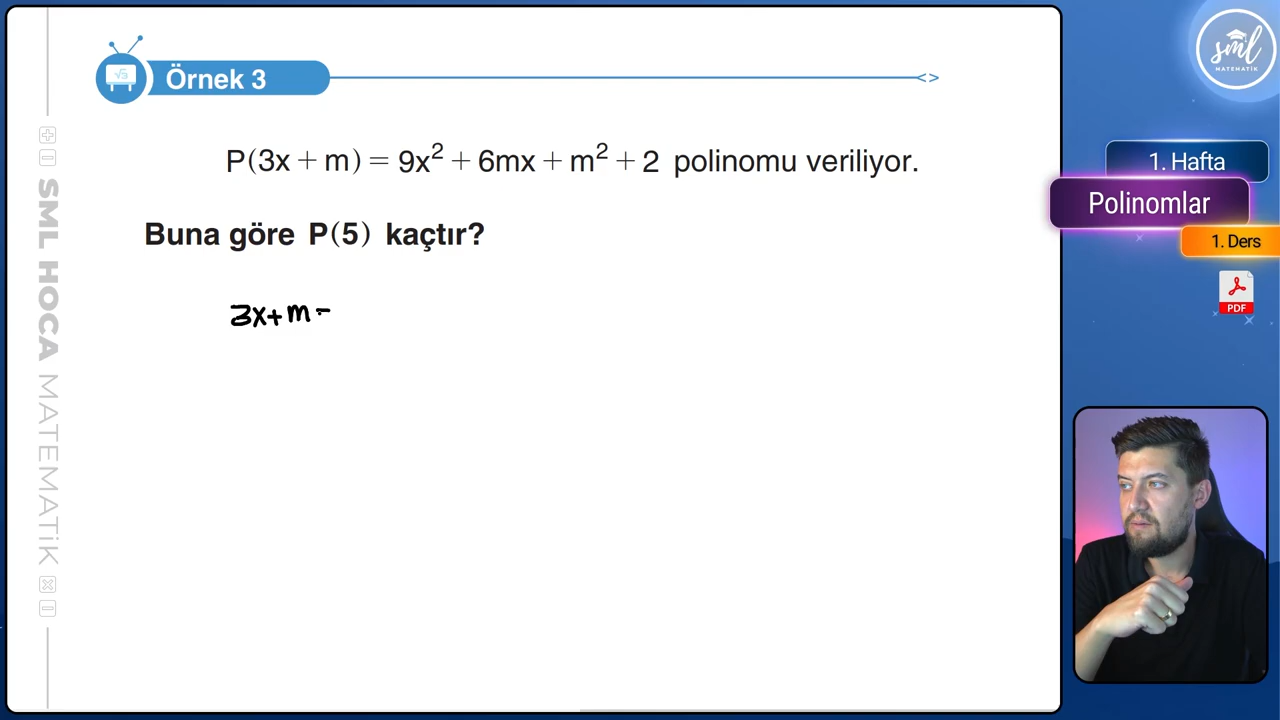 √3
Örnek 3
P(3x + m) = 9x² + 6mx + m² + 2 polinomu veriliyor.
Buna göre P(5) kaçtır?
3x+m=
SML HOCA MATEMATİK
sml
MATEMATİK
1. Hafta
Polinomlar
1. Ders
PDF